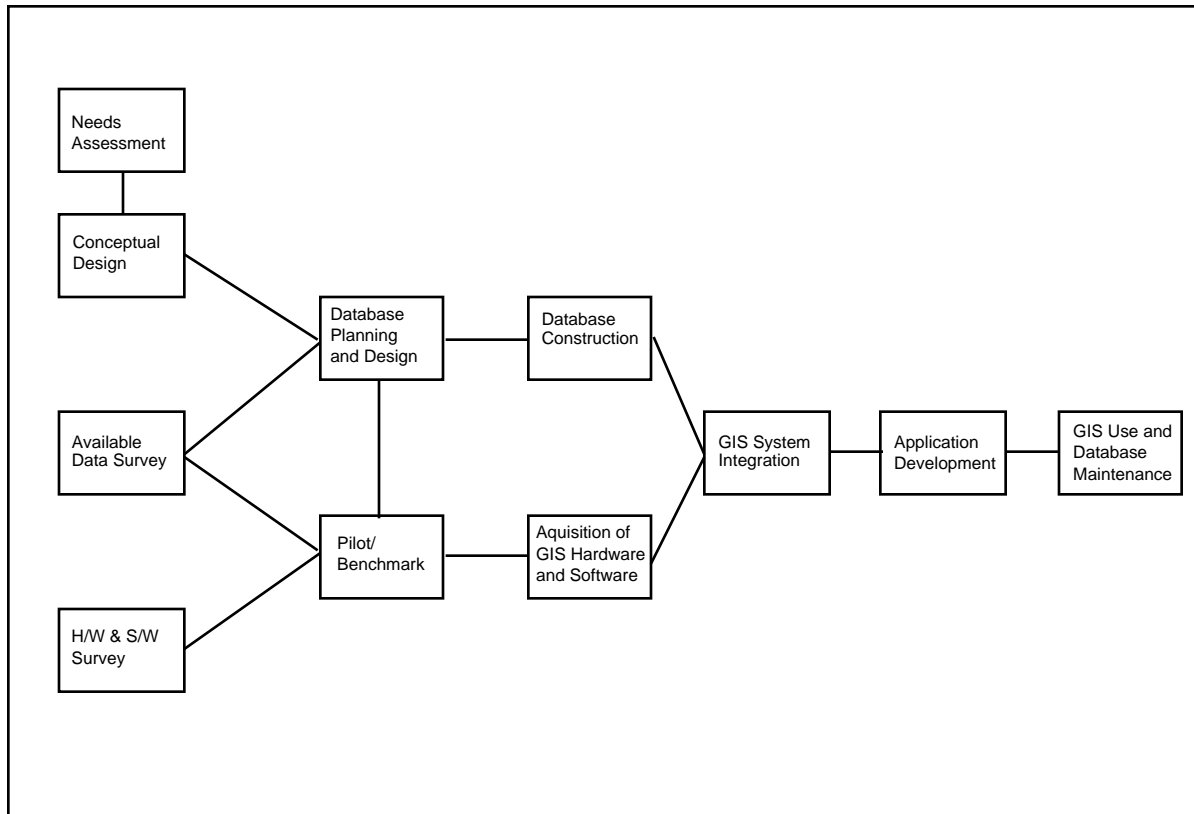 Needs
Assessment
Conceptual
Design
Available
Data Survey
H/W & S/W
Survey
Database
Planning
and Design
Pilot/
Benchmark
Database
Construction
Aquisition of
GIS Hardware
and Software
GIS System
Integration
Application
Development
GIS Use and
Database
Maintenance